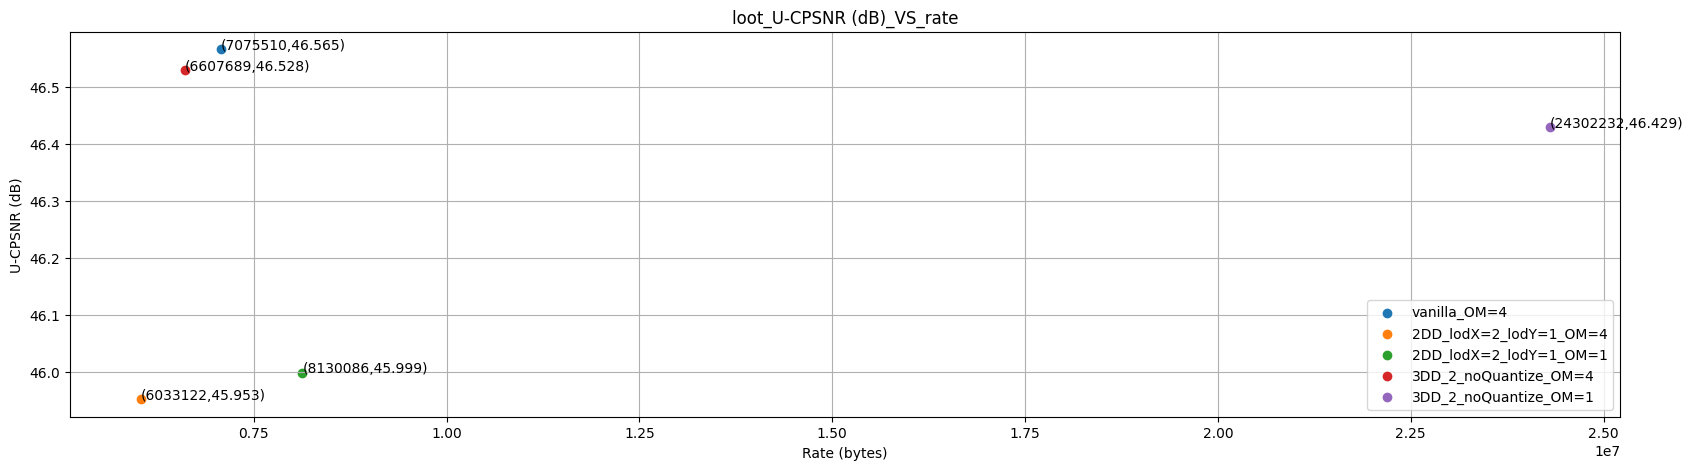 loot_U-CPSNR (dB)_VS_rate
(7075510,46.565)
(6607689,46.528)
(24302232,46.429)
(8130086,45.999)
(6033122,45.953)
46.5
46.4
46.3
46.2
46.1
46.0
U-CPSNR (dB)
vanilla_OM=4
2DD_lodX=2_lodY=1_OM=4
2DD_lodX=2_lodY=1_OM=1
3DD_2_noQuantize_OM=4
3DD_2_noQuantize_OM=1
0.75 1.00 1.25 1.50 1.75 2.00 2.25 2.50
1e7
Rate (bytes)